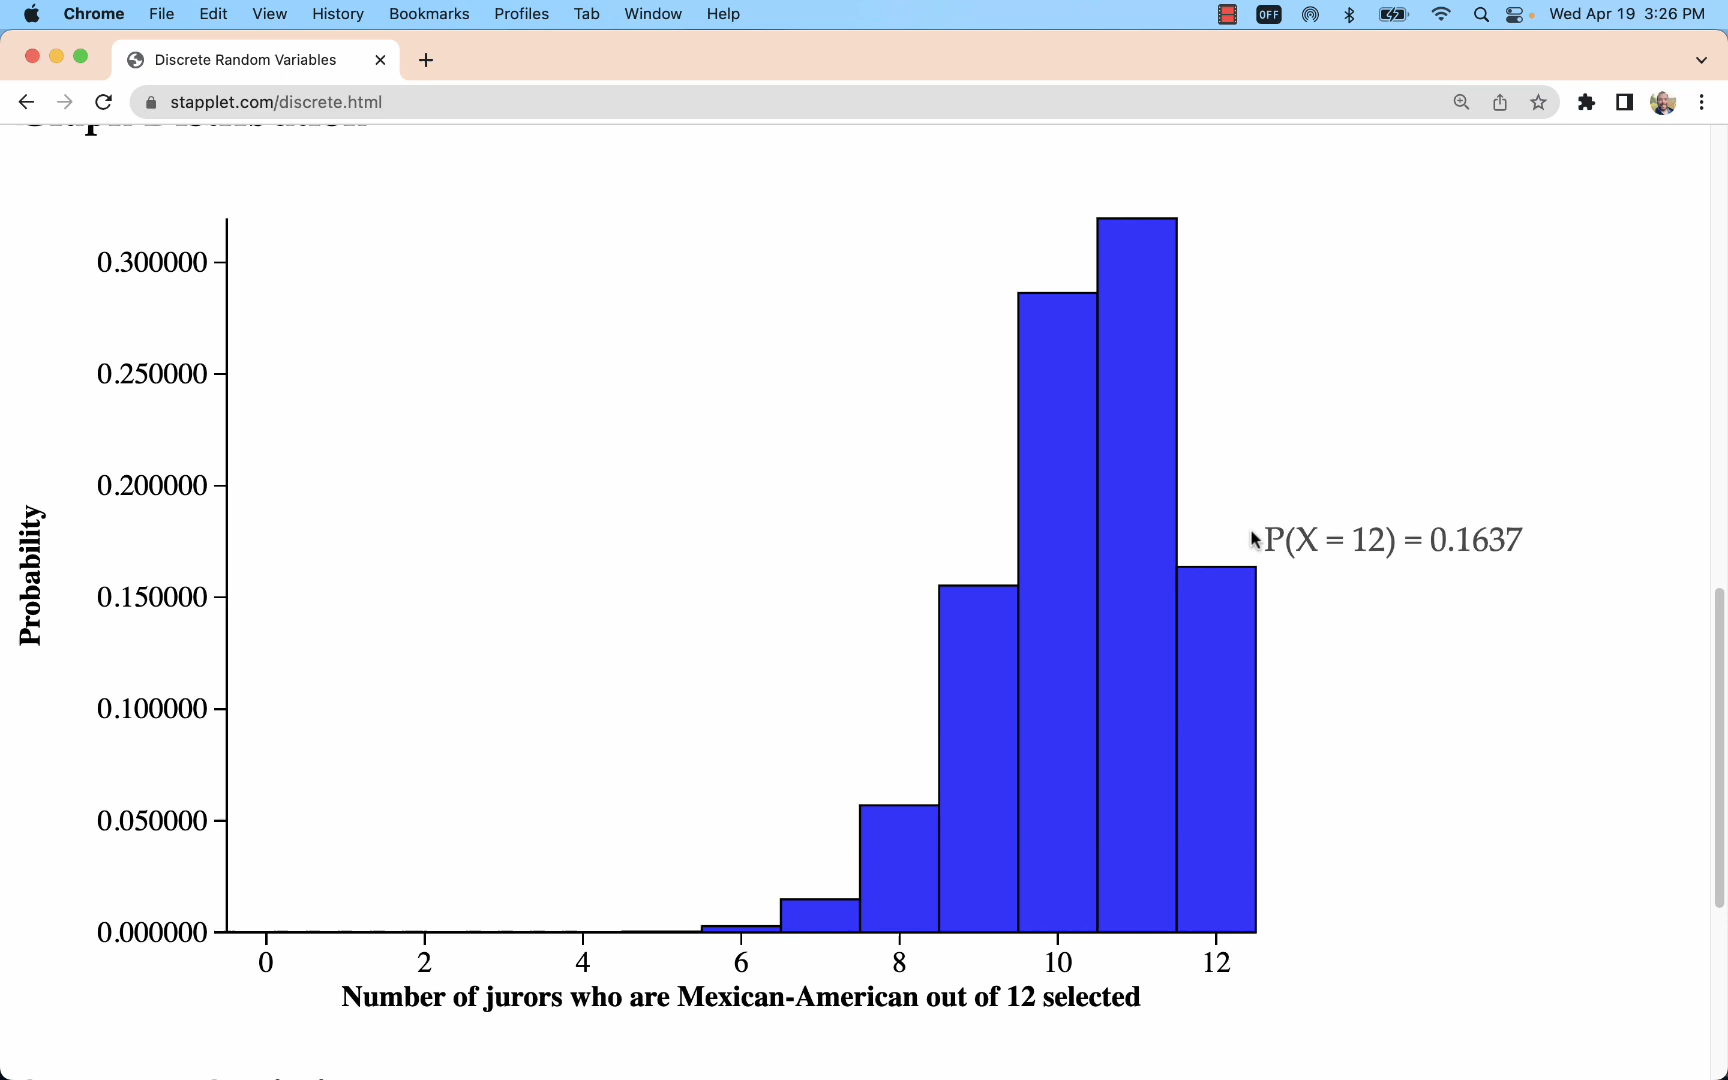 Chrome File Edit View History Bookmarks Profiles Tab Window Help OFF Wed Apr 19 3:26 PM
Discrete Random Variables
stapplet.com/discrete.html
0.300000
0.250000
0.200000
P(X = 12) = 0.1637
0.150000
Probability
0.100000
0.050000
0.000000
0 2 4 6 8 10 12
Number of jurors who are Mexican-American out of 12 selected